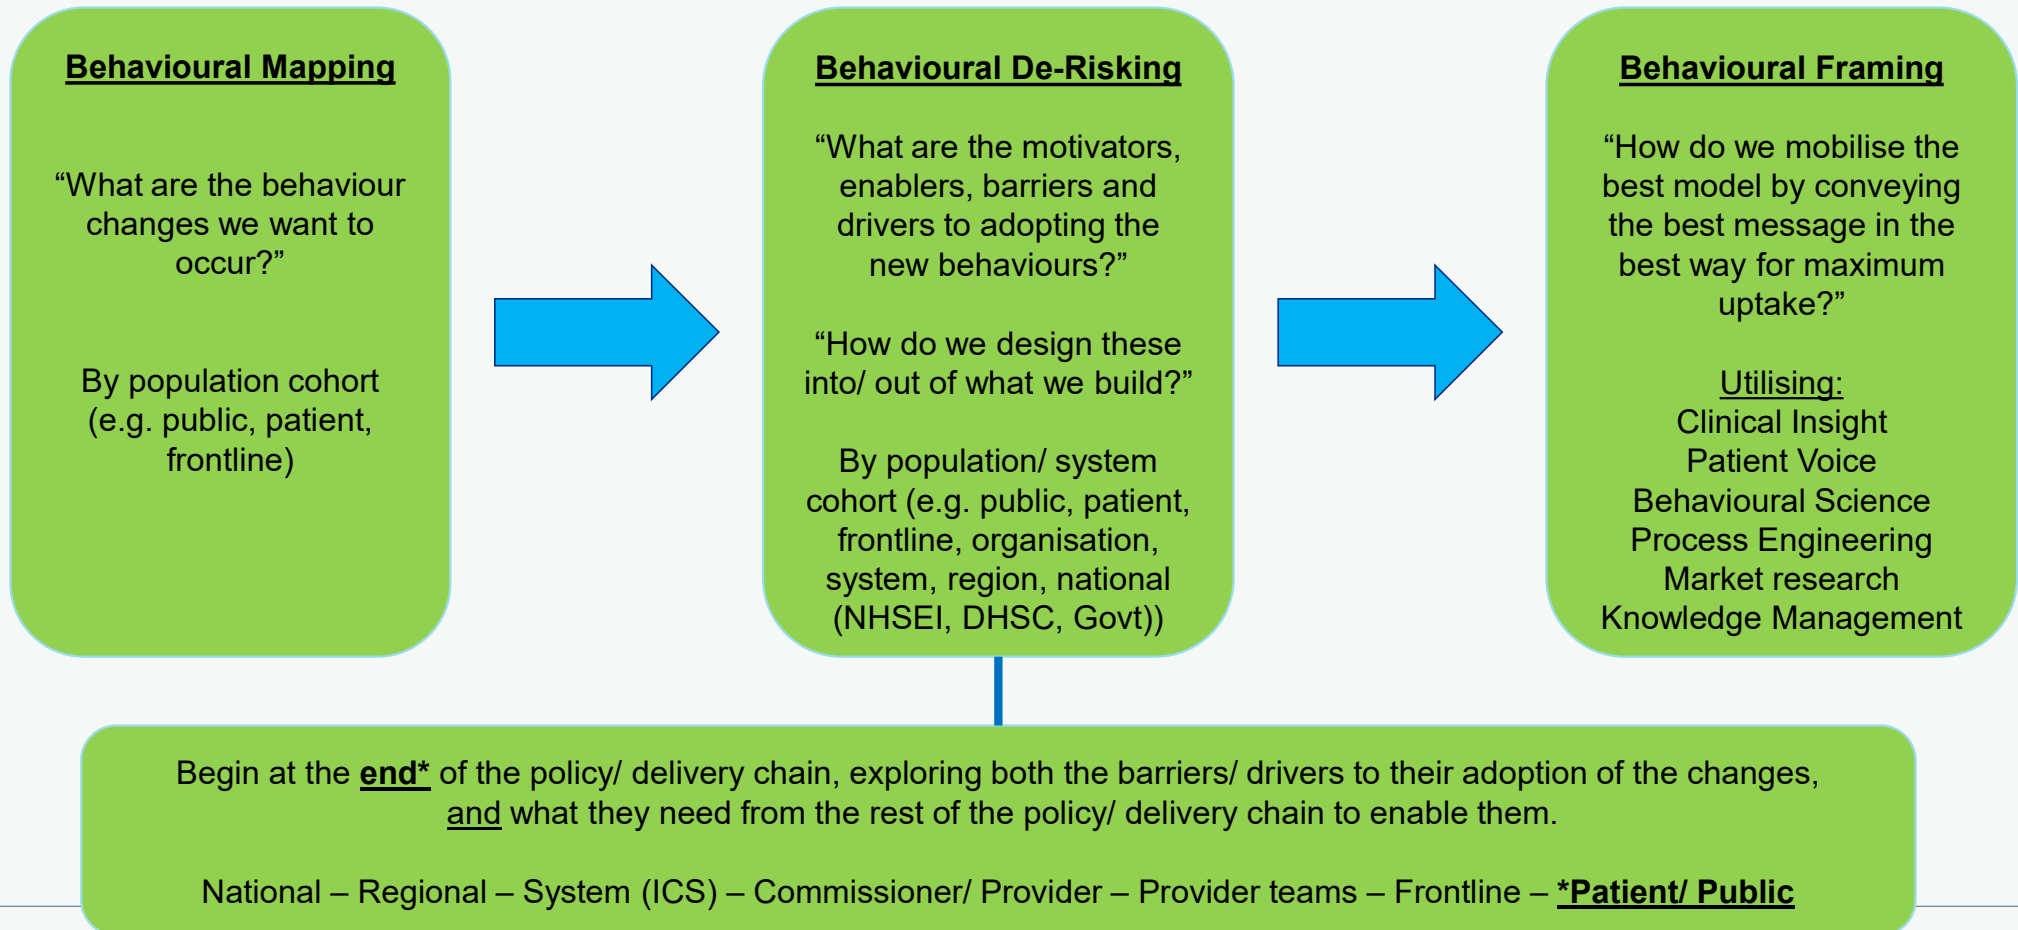 Behavioural Mapping
“What are the behaviour
changes we want to
occur?”
By population cohort
(e.g. public, patient,
frontline)
Behavioural De-Risking
“What are the motivators,
enablers, barriers and
drivers to adopting the
new behaviours?”
“How do we design these
into/ out of what we build?”
By population/ system
cohort (e.g. public, patient,
frontline, organisation,
system, region, national
(NHSEI, DHSC, Govt))
Behavioural Framing
“How do we mobilise the
best model by conveying
the best message in the
best way for maximum
uptake?”
Utilising:
Clinical Insight
Patient Voice
Behavioural Science
Process Engineering
Market research
Knowledge Management
Begin at the end* of the policy/ delivery chain, exploring both the barriers/ drivers to their adoption of the changes,
and what they need from the rest of the policy/ delivery chain to enable them.
National – Regional – System (ICS) – Commissioner/ Provider – Provider teams – Frontline – *Patient/ Public